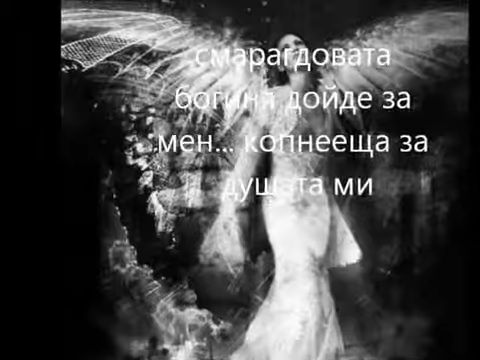 смарагдовата
богиня дойде за
мен... копнееща за
душата ми